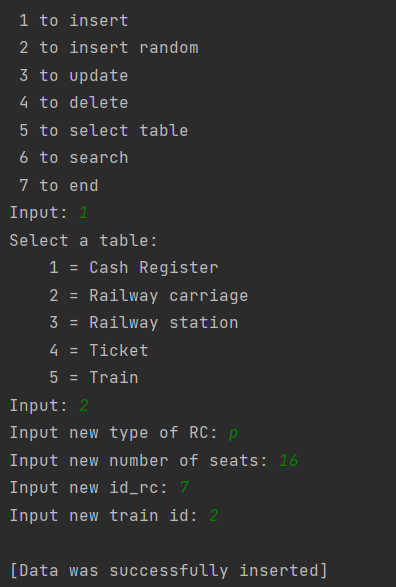 1 to insert
2 to insert random
3 to update
4 to delete
5 to select table
6 to search
7 to end
Input: 1
Select a table:
1 = Cash Register
2 = Railway carriage
3 = Railway station
4 = Ticket
5 = Train
Input: 2
Input new type of RC: p
Input new number of seats: 16
Input new id_rc: 7
Input new train id: 2
[Data was successfully inserted]